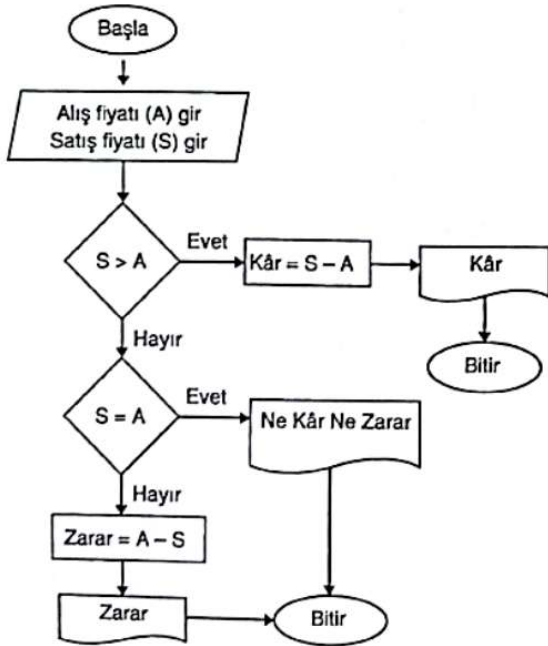 Başla
Alış fiyatı (A) gir
Satış fiyatı (S) gir
S > A
Evet
Kâr = S – A
Kâr
Bitir
Hayır
S = A
Evet
Ne Kâr Ne Zarar
Hayır
Zarar = A – S
Zarar
Bitir